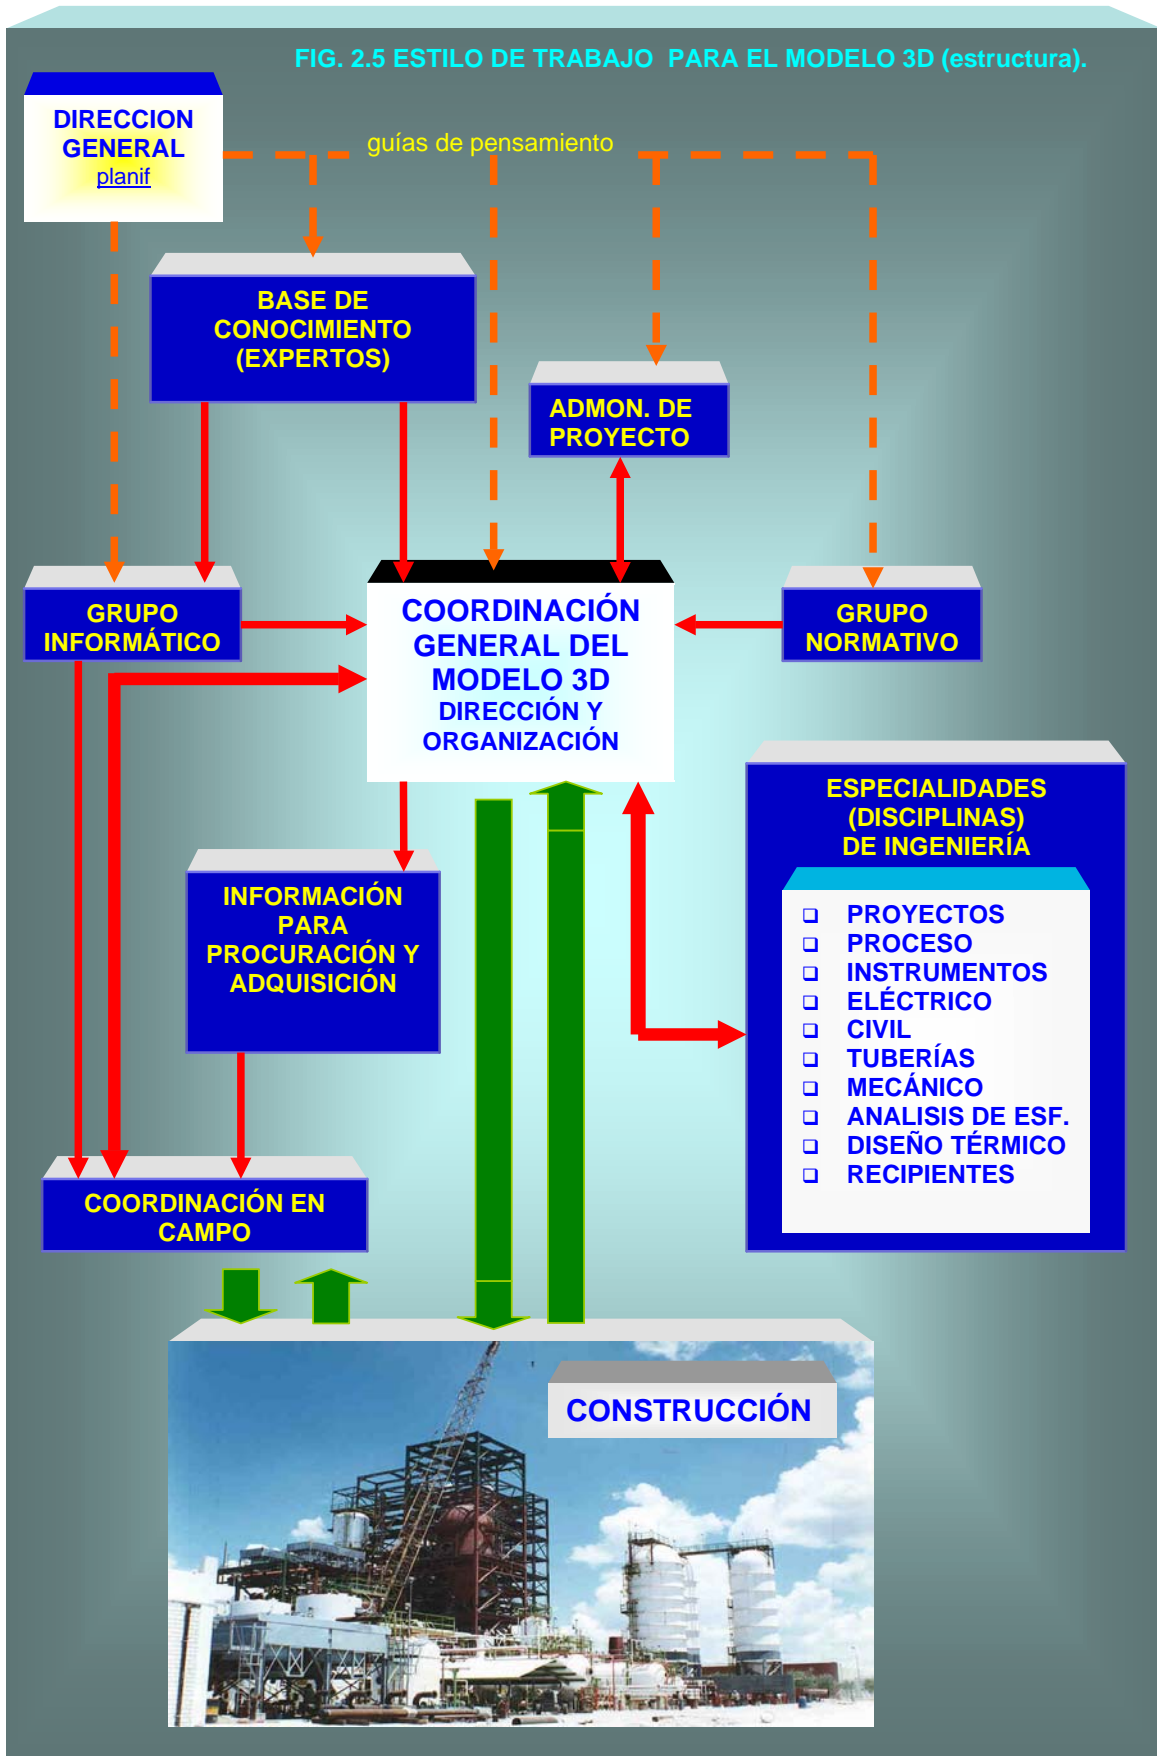 FIG. 2.5 ESTILO DE TRABAJO PARA EL MODELO 3D (estructura).
DIRECCION
GENERAL
planif
guías de pensamiento
BASE DE
CONOCIMIENTO
(EXPERTOS)
ADMON. DE
PROYECTO
GRUPO
INFORMÁTICO
COORDINACIÓN
GENERAL DEL
MODELO 3D
DIRECCIÓN Y
ORGANIZACIÓN
GRUPO
NORMATIVO
ESPECIALIDADES
(DISCIPLINAS)
DE INGENIERÍA
❑ PROYECTOS
❑ PROCESO
❑ INSTRUMENTOS
❑ ELÉCTRICO
❑ CIVIL
❑ TUBERÍAS
❑ MECÁNICO
❑ ANALISIS DE ESF.
❑ DISEÑO TÉRMICO
❑ RECIPIENTES
INFORMACIÓN
PARA
PROCURACIÓN Y
ADQUISICIÓN
COORDINACIÓN EN
CAMPO
CONSTRUCCIÓN